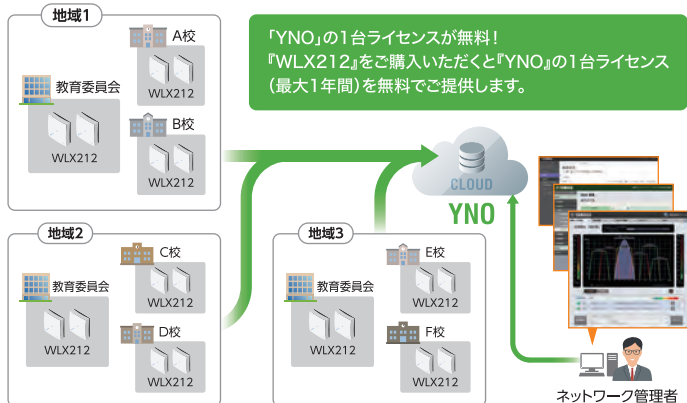 地域1
A校
WLX212
教育委員会
WLX212
B校
WLX212
「YNO」の1台ライセンスが無料！
『WLX212』をご購入いただくと『YNO』の1台ライセンス
（最大1年間）を無料でご提供します。
CLOUD
YNO
地域2
C校
WLX212
教育委員会
WLX212
D校
WLX212
地域3
E校
WLX212
教育委員会
WLX212
F校
WLX212
ネットワーク管理者